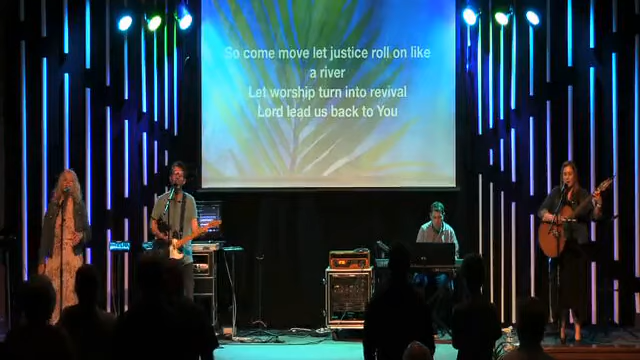 So come move let justice roll on like
a river
Let worship turn into revival
Lord lead us back to You